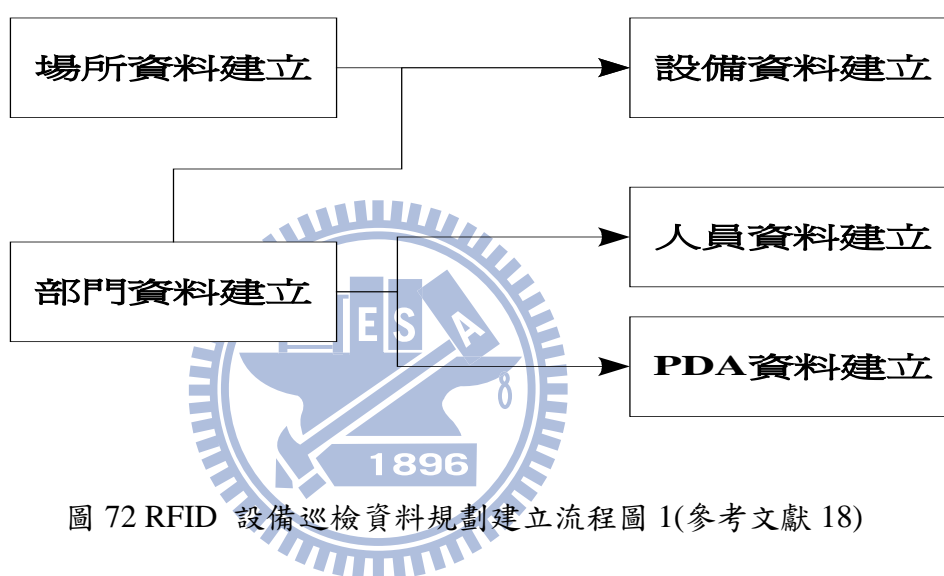 場所資料建立
設備資料建立
人員資料建立
部門資料建立
ESA
PDA資料建立
1896
圖 72 RFID 設備巡檢資料規劃建立流程圖 1(參考文獻 18)